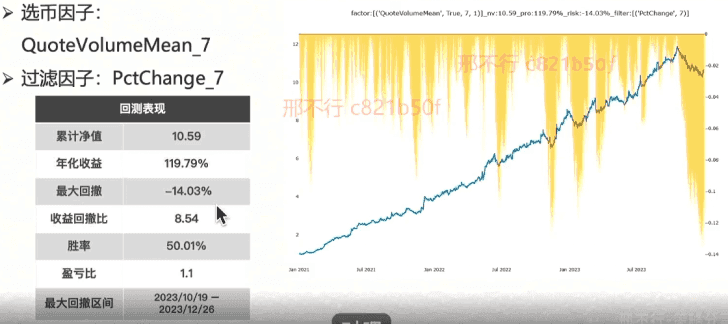 ➢ 选币因子：
QuoteVolumeMean_7
➢ 过滤因子：PctChange_7
回测表现
累计净值 10.59
年化收益 119.79%
最大回撤 -14.03%
收益回撤比 8.54
胜率 50.01%
盈亏比 1.1
最大回撤区间 2023/10/19 – 2023/12/26
factor:[('QuoteVolumeMean', True, 7, 1)]_nv:10.59_pro:119.79%_risk:-14.03%_filter:[('PctChange', 7)]
邢不行 c821b50f
邢不行 c821b50f
12
10
8
6
4
2
0
-0.02
-0.04
-0.06
-0.08
-0.1
-0.12
-0.14
Jan 2021
Jul 2021
Jan 2022
Jul 2022
Jan 2023
Jul 2023